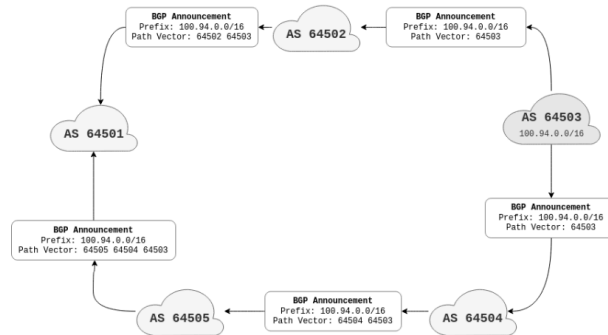 BGP Announcement
Prefix: 100.94.0.0/16
Path Vector: 64502 64503
AS 64502
BGP Announcement
Prefix: 100.94.0.0/16
Path Vector: 64503
AS 64501
AS 64503
100.94.0.0/16
BGP Announcement
Prefix: 100.94.0.0/16
Path Vector: 64505 64504 64503
BGP Announcement
Prefix: 100.94.0.0/16
Path Vector: 64503
AS 64505
BGP Announcement
Prefix: 100.94.0.0/16
Path Vector: 64504 64503
AS 64504